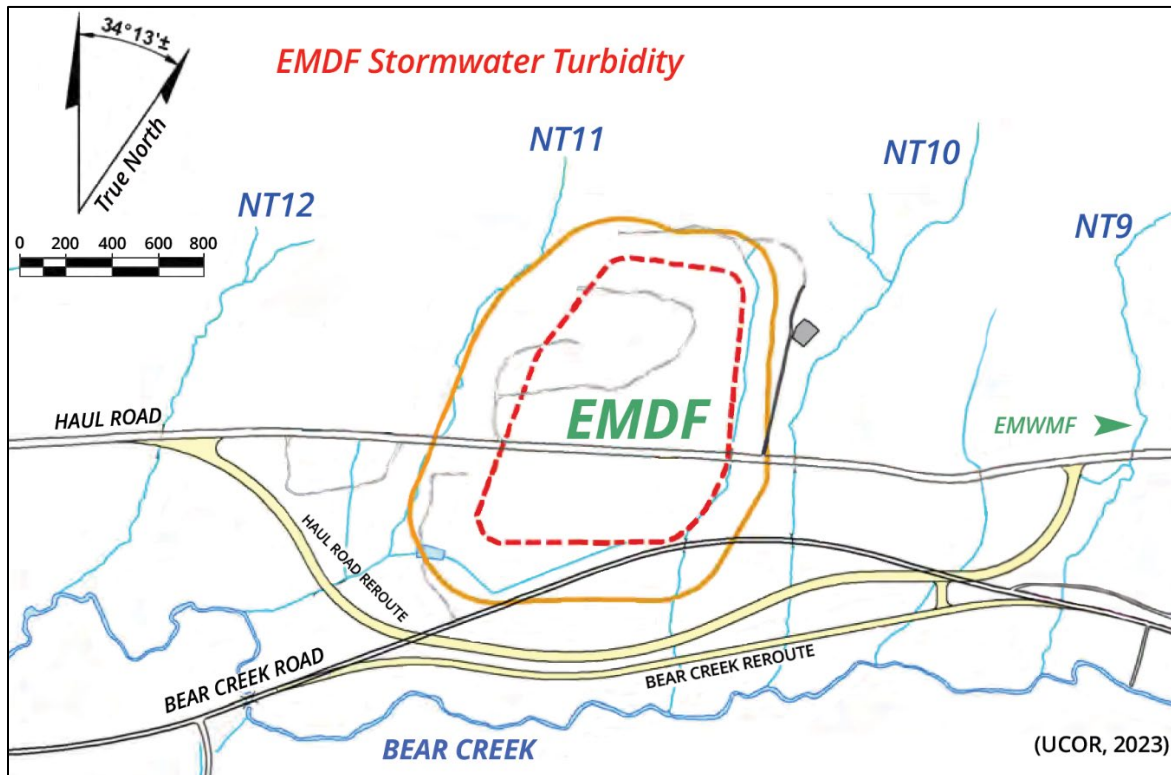 34°13'±
True North
EMDF Stormwater Turbidity
NT11
NT10
NT12
NT9
0 200 400 600 800
HAUL ROAD
EMDF
EMWMF
HAUL ROAD REROUTE
BEAR CREEK ROAD
BEAR CREEK REROUTE
BEAR CREEK
(UCOR, 2023)